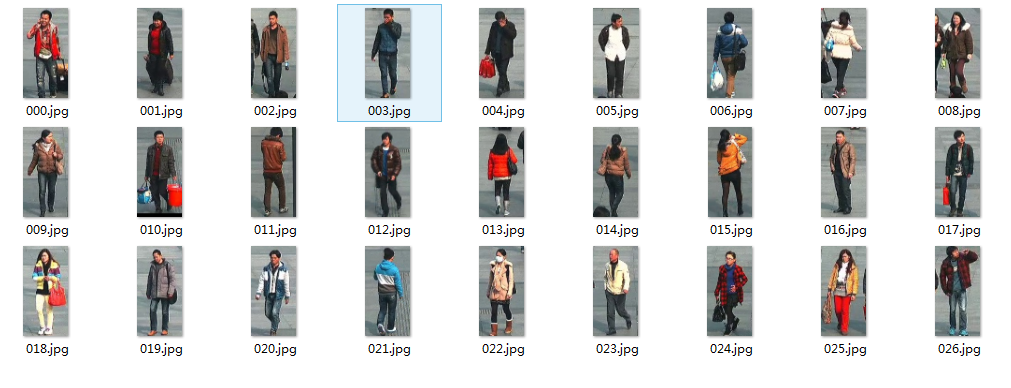 000.jpg 001.jpg 002.jpg 003.jpg 004.jpg 005.jpg 006.jpg 007.jpg 008.jpg
009.jpg 010.jpg 011.jpg 012.jpg 013.jpg 014.jpg 015.jpg 016.jpg 017.jpg
018.jpg 019.jpg 020.jpg 021.jpg 022.jpg 023.jpg 024.jpg 025.jpg 026.jpg